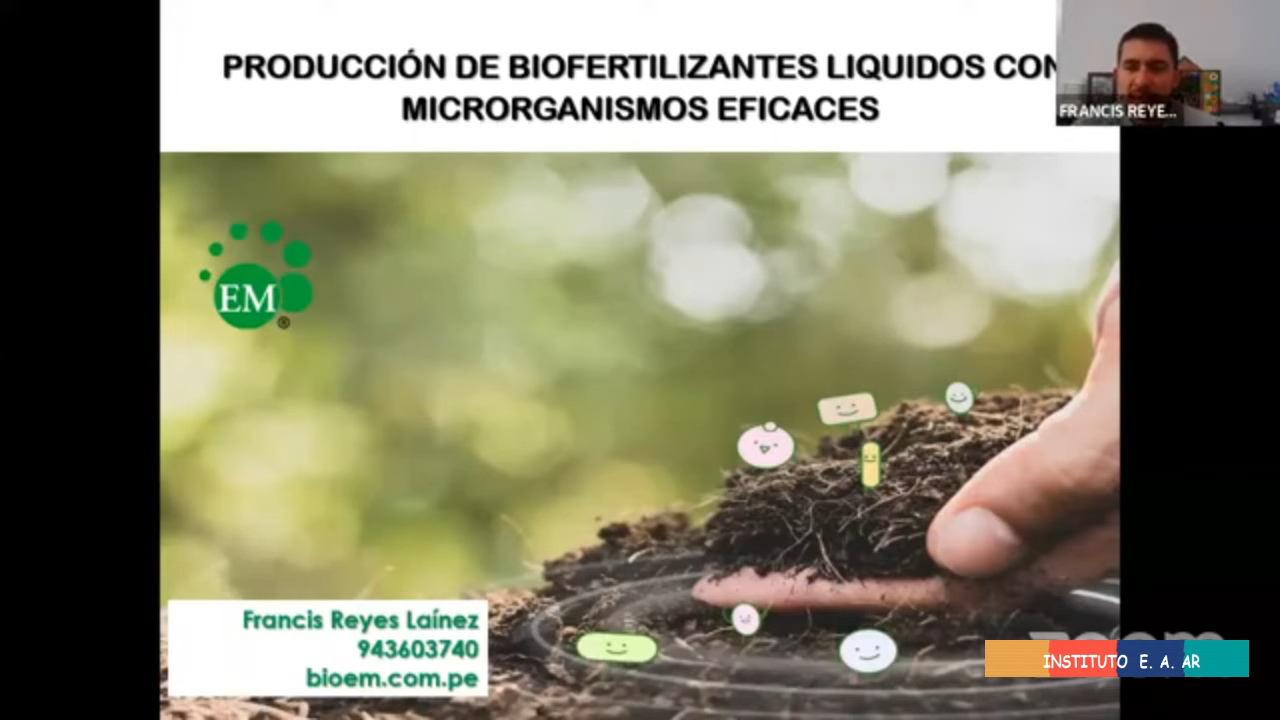 PRODUCCIÓN DE BIOFERTILIZANTES LIQUIDOS CON
MICRORGANISMOS EFICACES
FRANCIS REYE...
EM
®
Francis Reyes Laínez
943603740
bioem.com.pe
zoom
INSTITUTO E. A. AR